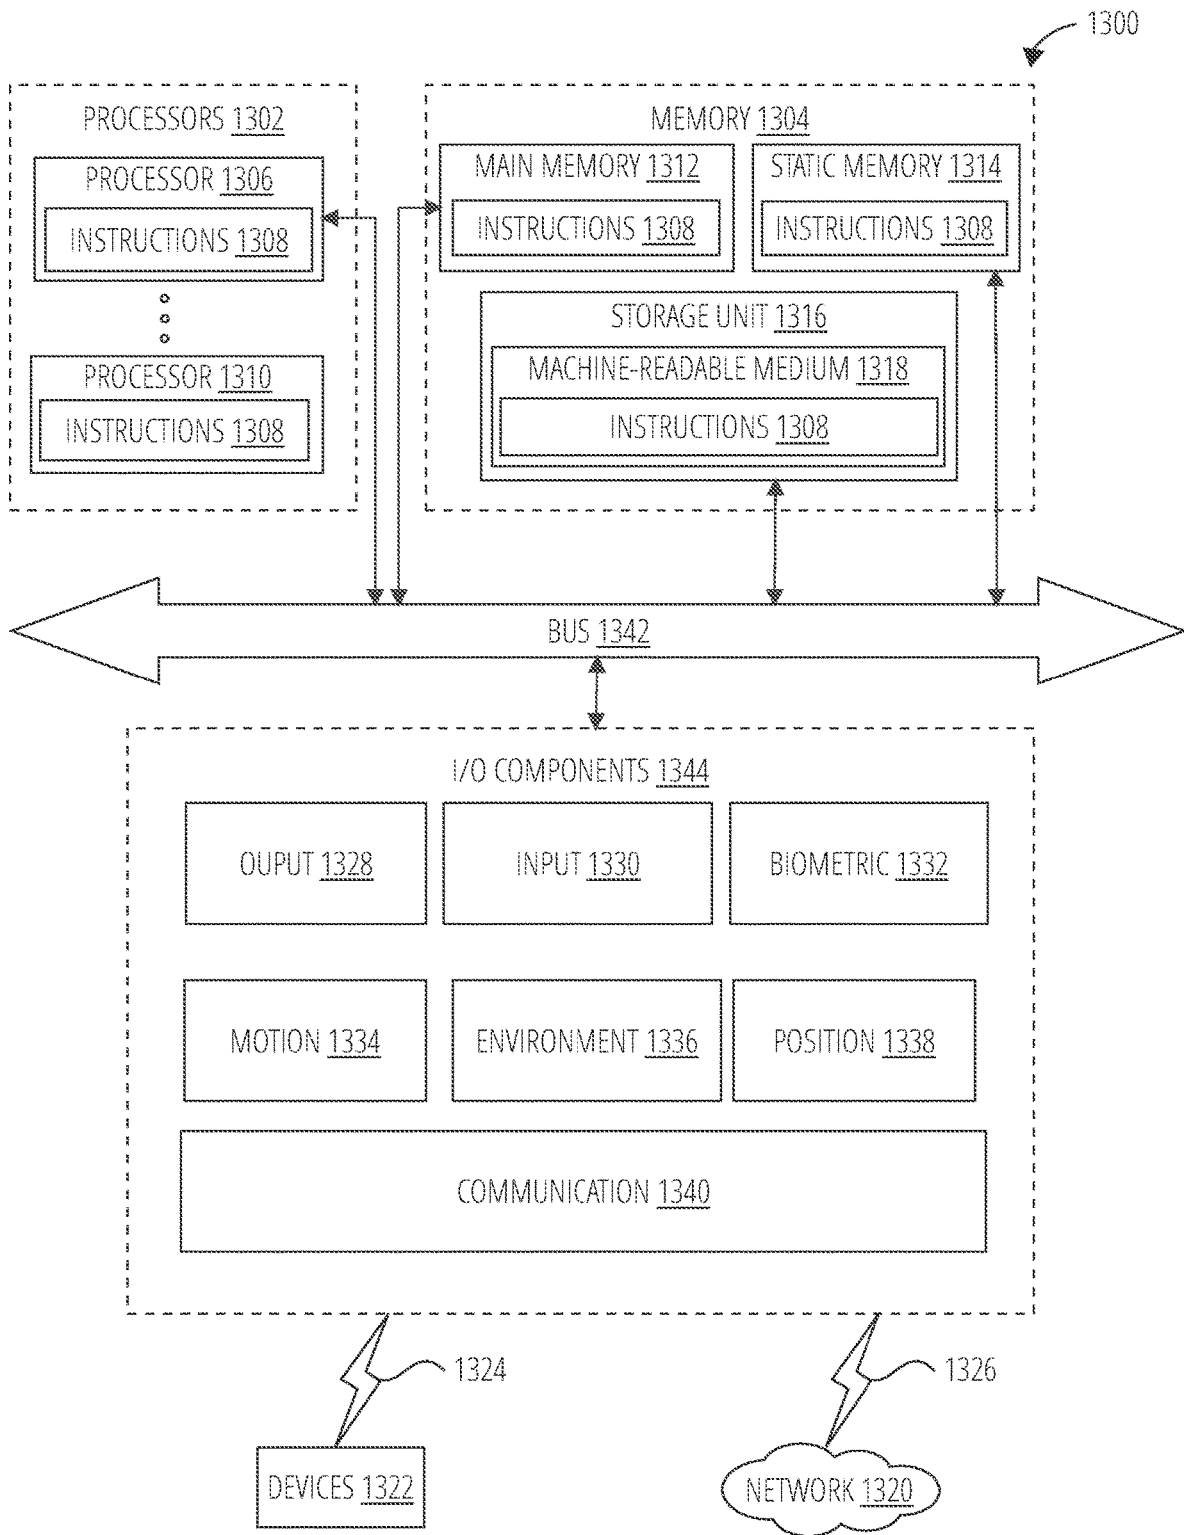 1300
PROCESSORS 1302
PROCESSOR 1306
INSTRUCTIONS 1308
PROCESSOR 1310
INSTRUCTIONS 1308
MEMORY 1304
MAIN MEMORY 1312
INSTRUCTIONS 1308
STATIC MEMORY 1314
INSTRUCTIONS 1308
STORAGE UNIT 1316
MACHINE-READABLE MEDIUM 1318
INSTRUCTIONS 1308
BUS 1342
I/O COMPONENTS 1344
OUPUT 1328
INPUT 1330
BIOMETRIC 1332
MOTION 1334
ENVIRONMENT 1336
POSITION 1338
COMMUNICATION 1340
1324
1326
DEVICES 1322
NETWORK 1320